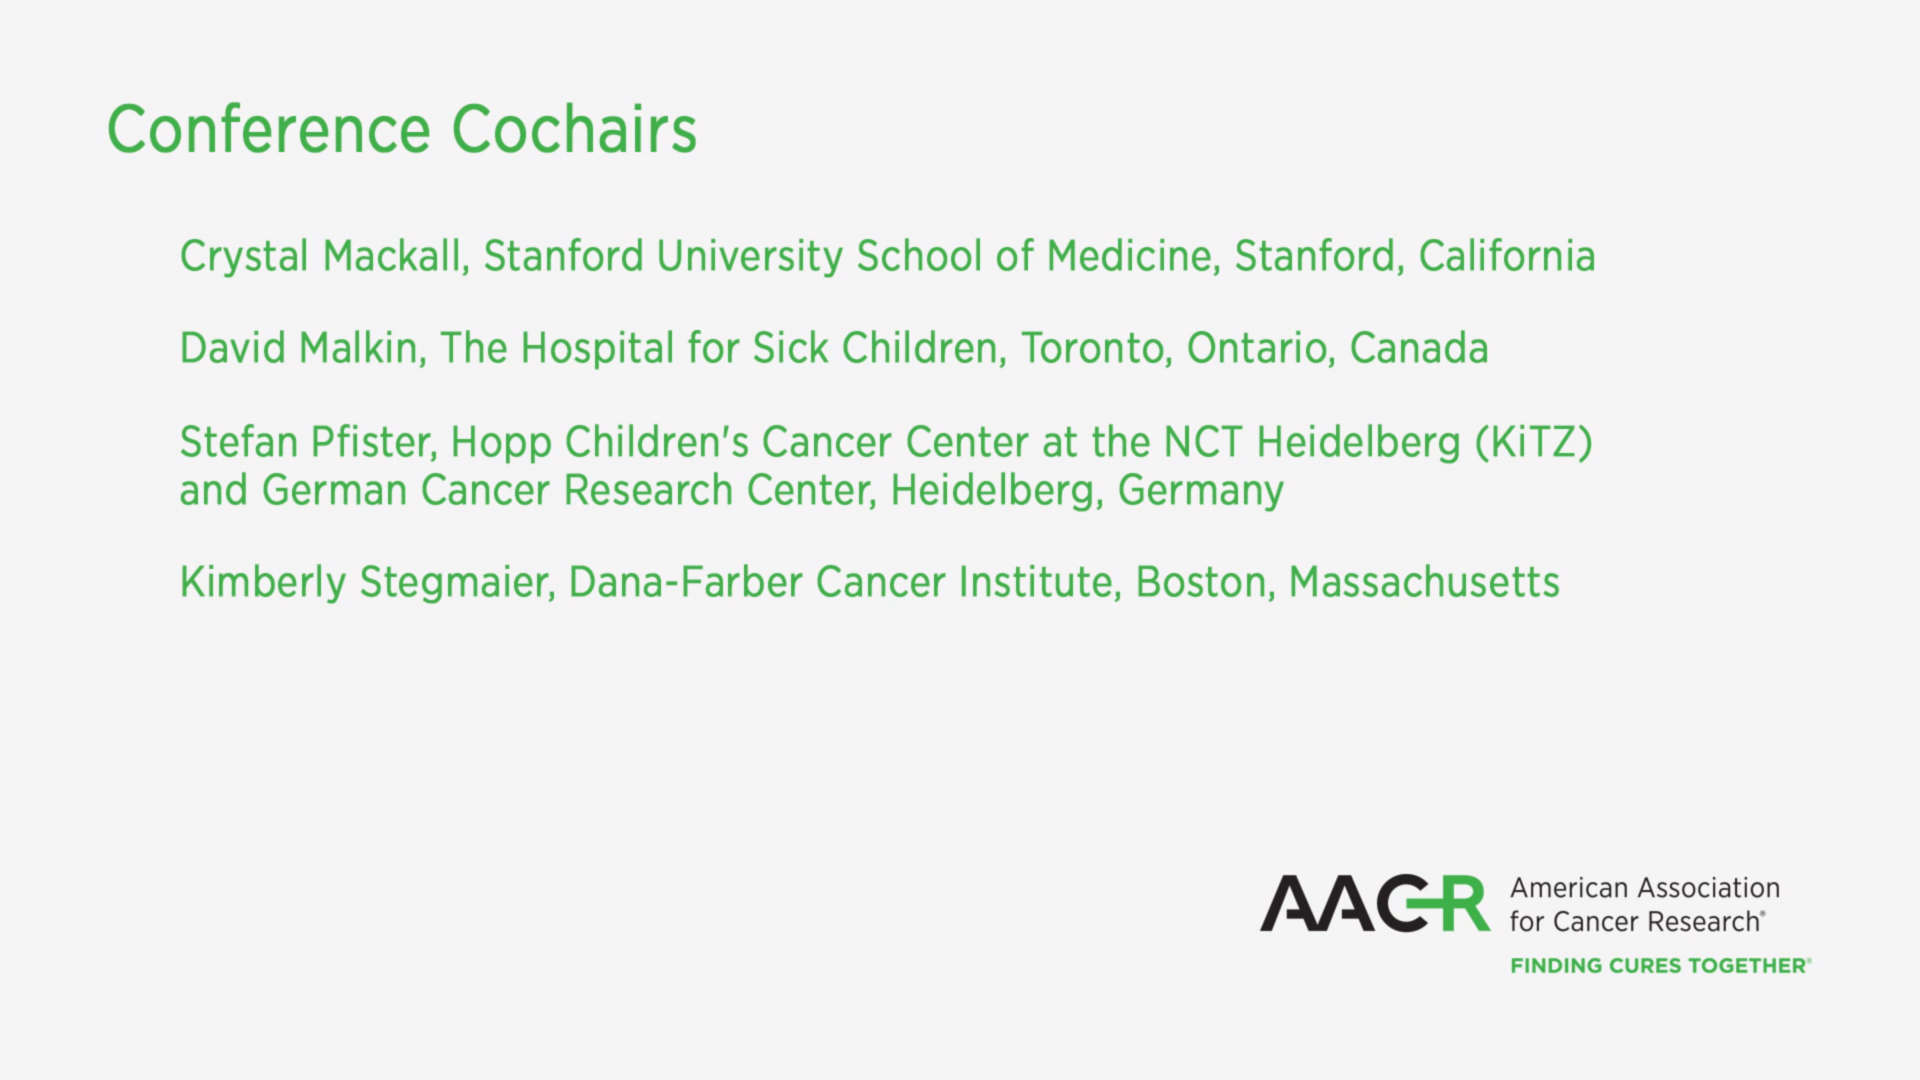 Conference Cochairs
Crystal Mackall, Stanford University School of Medicine, Stanford, California
David Malkin, The Hospital for Sick Children, Toronto, Ontario, Canada
Stefan Pfister, Hopp Children's Cancer Center at the NCT Heidelberg (KiTZ)
and German Cancer Research Center, Heidelberg, Germany
Kimberly Stegmaier, Dana-Farber Cancer Institute, Boston, Massachusetts
AACR
American Association
for Cancer Research®
FINDING CURES TOGETHER®